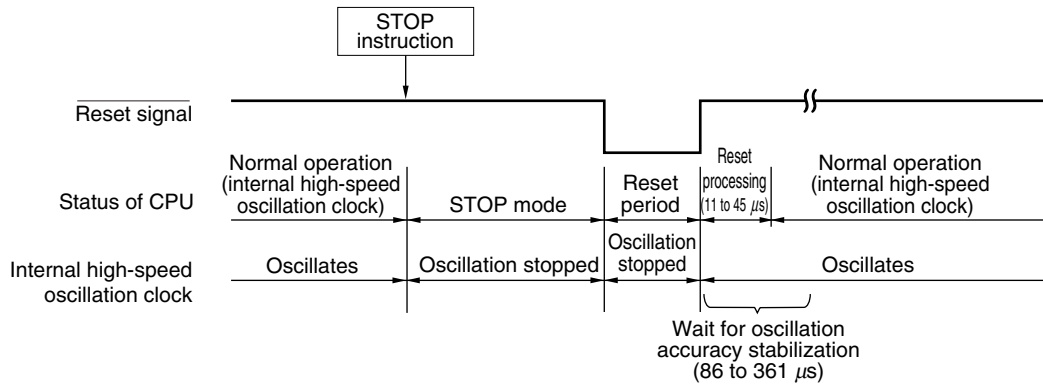 STOP
instruction
Reset signal
Normal operation
(internal high-speed
oscillation clock)
Status of CPU
STOP mode
Reset
period
Reset
processing
(11 to 45 μs)
Normal operation
(internal high-speed
oscillation clock)
Internal high-speed
oscillation clock
Oscillates
Oscillation stopped
Oscillation
stopped
Oscillates
Wait for oscillation
accuracy stabilization
(86 to 361 μs)